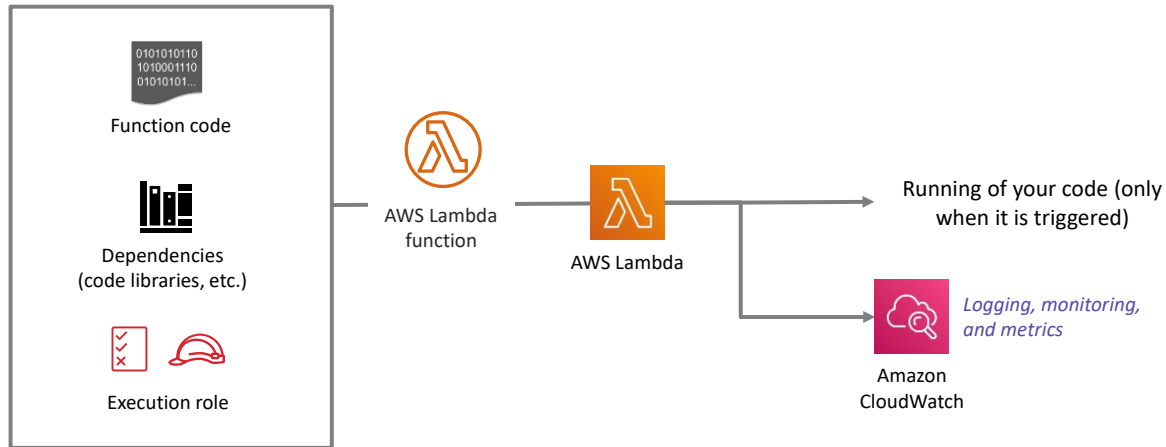 0101010110
1010001110
01010101...
Function code
Dependencies
(code libraries, etc.)
Execution role
AWS Lambda
function
AWS Lambda
Running of your code (only
when it is triggered)
Logging, monitoring,
and metrics
Amazon
CloudWatch